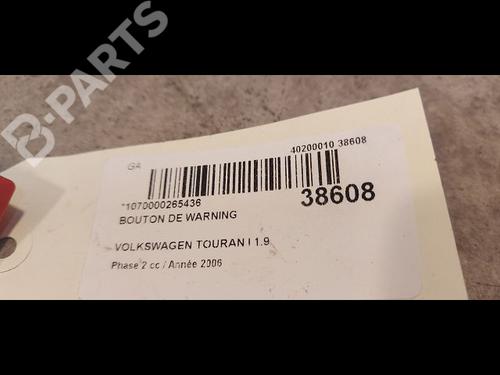 B-PARTS
GA
40200010 38608
*1070000265436
38608
BOUTON DE WARNING
VOLKSWAGEN TOURAN I 1.9
Phase 2 cc / Année 2006